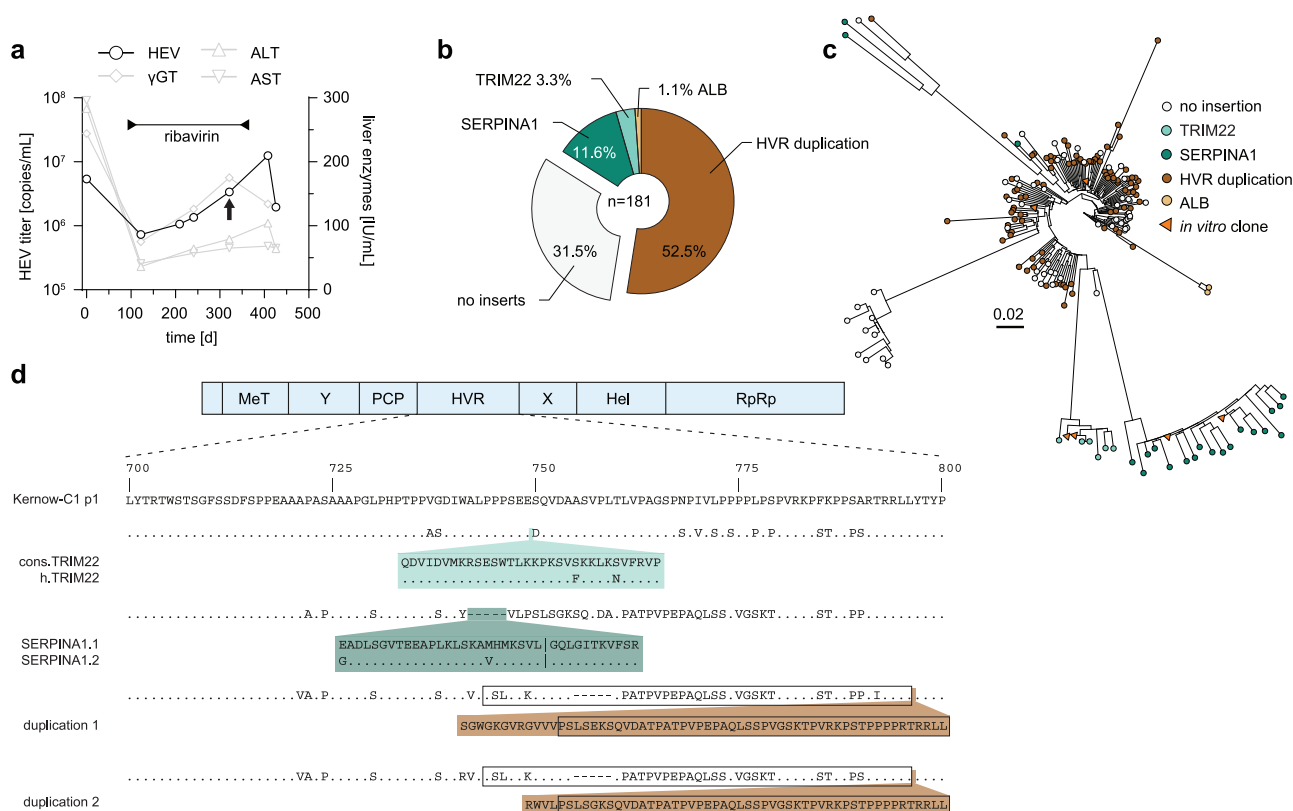 a
HEV
ALT
γGT
AST
10⁸
10⁷
10⁶
10⁵
HEV titer [copies/mL]
300
200
100
0
liver enzymes [IU/mL]
ribavirin
0 100 200 300 400 500
time [d]
b
TRIM22 3.3%
1.1% ALB
SERPINA1
11.6%
HVR duplication
n=181
31.5%
52.5%
no inserts
c
no insertion
TRIM22
SERPINA1
HVR duplication
ALB
in vitro clone
0.02
d
MeT Y PCP HVR X Hel RpRp
700 725 750 775 800
Kernow-C1 p1 LYTRTWSTSGFSSDFSPPEAAAPASAAAPGLPHPTPPVGDIWALPPPSEESQVDAASVPLTLVPAGSPNPIVLPPPPLPSPVRKPFKPPSARTRRLLYTYP
.....................................AS..........D.................S.V.S.S..P.P.....ST..PS..........
cons.TRIM22 QDVIDVMKRSESWTLKKPKSVSKKLKSVFRVP
h.TRIM22 ......................F....N....
......................A.P.....S.......S..Y-----VLPSLSGKSQ.DA.PATPVPEPAQLSS.VGSKT.....ST..PP..........
SERPINA1.1 EADLSGVTEEAPLKLSKAMHMKSVL|GQLGITKVFSR
SERPINA1.2 G.................V......|...........
.....................VA.P.....S.......S...V..SL..K.....-----.PATPVPEPAQLSS.VGSKT.....ST..PP.I........
duplication 1 SGWGKGVRGVVVPSLSEKSQVDATPATPVPEPAQLSSPVGSKTPVRKPSTPPPPRTRRLL
.....................VA.P.....S.......S..RV..SL..K.....-----.PATPVPEPAQLSS.VGSKT.....ST..PS..........
duplication 2 RWVLPSLSGKSQVDATPATPVPEPAQLSSPVGSKTPVRKPSTPPPPRTRRLL